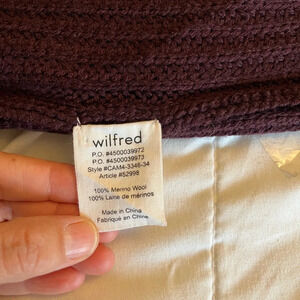 wilfred
P.O. #4500039972
P.O. #4500039973
Style #CAM4-3346-34
Article #52998
100% Merino Wool
100% Laine de mérinos
Made in China
Fabriqué en Chine